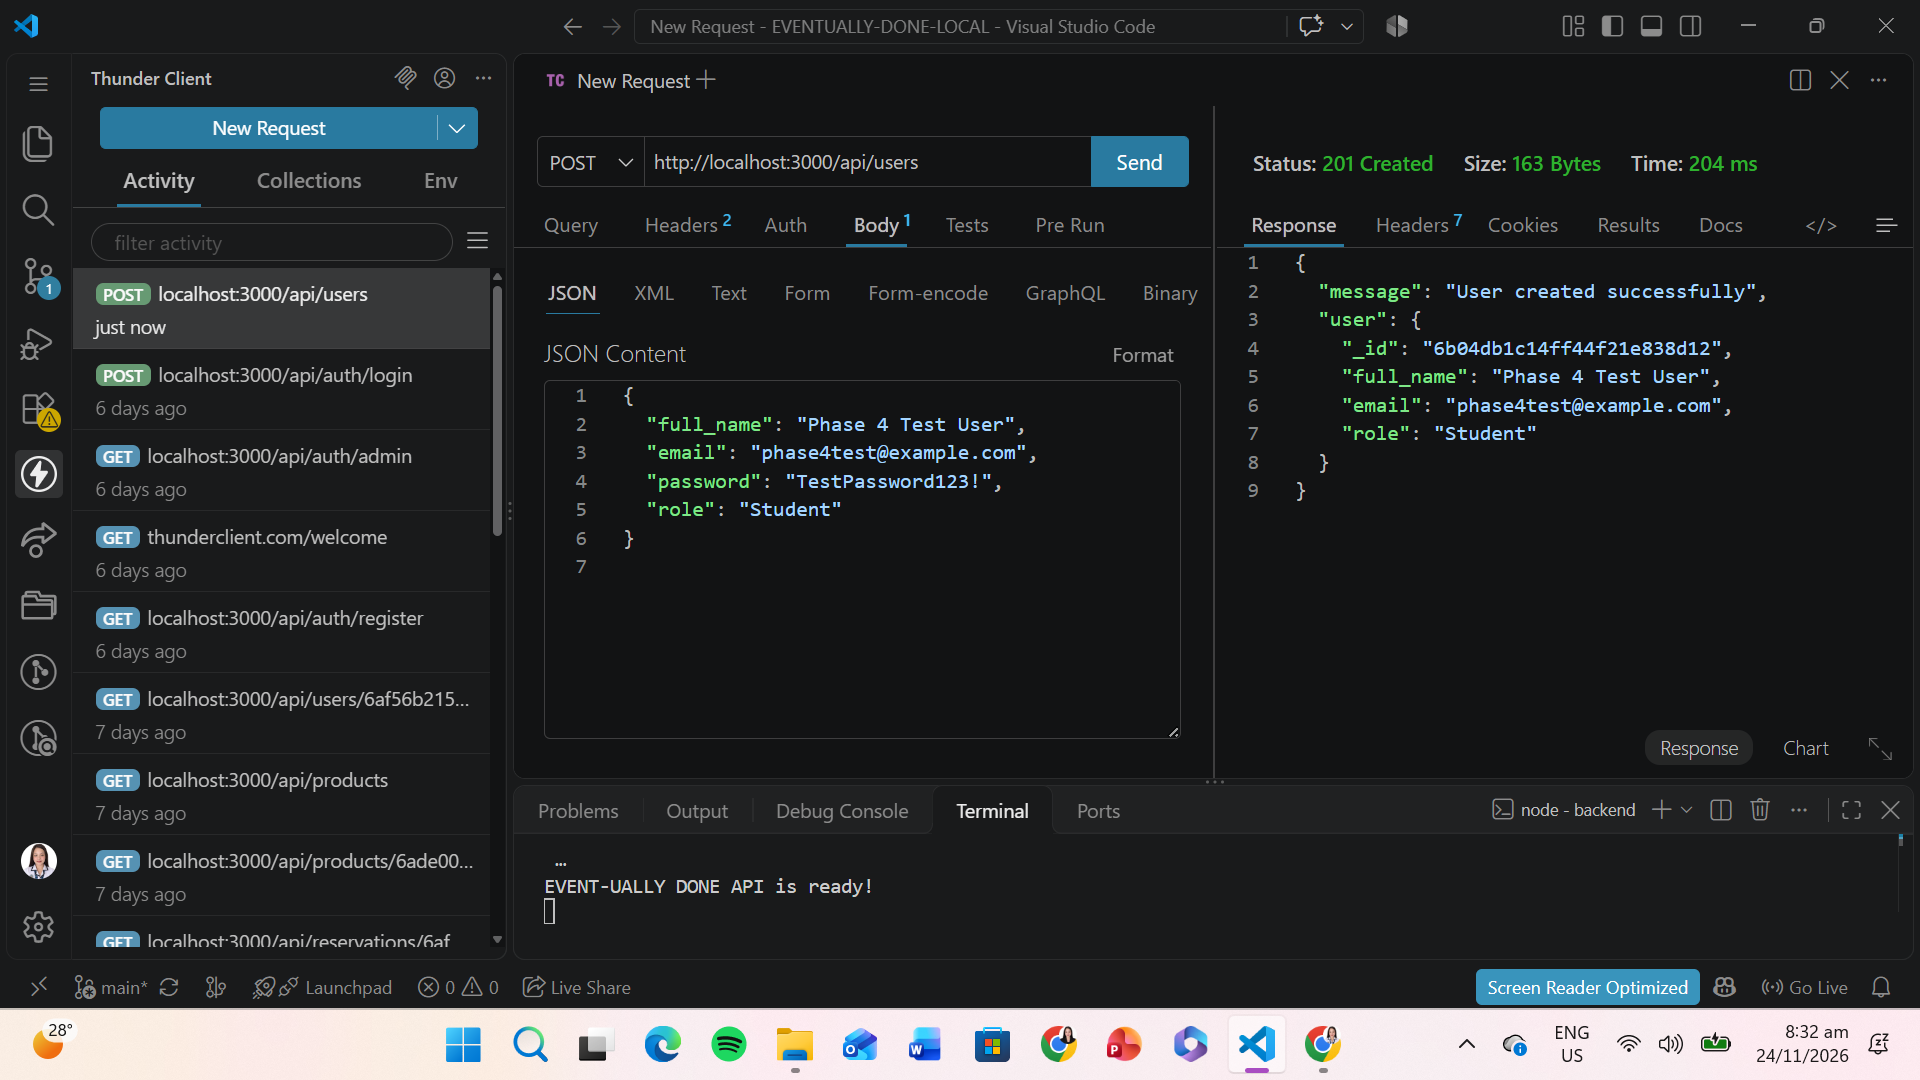 New Request - EVENTUALLY-DONE-LOCAL - Visual Studio Code
Thunder Client
New Request
Activity
Collections
Env
filter activity
POST localhost:3000/api/users
just now
POST localhost:3000/api/auth/login
6 days ago
GET localhost:3000/api/auth/admin
6 days ago
GET thunderclient.com/welcome
6 days ago
GET localhost:3000/api/auth/register
6 days ago
GET localhost:3000/api/users/6af56b215...
7 days ago
GET localhost:3000/api/products
7 days ago
GET localhost:3000/api/products/6ade00...
7 days ago
GET localhost:3000/api/reservations/6af
1
TC New Request
POST
http://localhost:3000/api/users
Send
Query
Headers 2
Auth
Body 1
Tests
Pre Run
JSON
XML
Text
Form
Form-encode
GraphQL
Binary
JSON Content
Format
1 {
2 "full_name": "Phase 4 Test User",
3 "email": "phase4test@example.com",
4 "password": "TestPassword123!",
5 "role": "Student"
6 }
7
Status: 201 Created Size: 163 Bytes Time: 204 ms
Response
Headers 7
Cookies
Results
Docs
</>
1 {
2 "message": "User created successfully",
3 "user": {
4 "_id": "6b04db1c14ff44f21e838d12",
5 "full_name": "Phase 4 Test User",
6 "email": "phase4test@example.com",
7 "role": "Student"
8 }
9 }
Response
Chart
Problems
Output
Debug Console
Terminal
Ports
node - backend
…
EVENT-UALLY DONE API is ready!
main*
Launchpad
0
0
Live Share
Screen Reader Optimized
Go Live
28°
ENG
US
8:32 am
24/11/2026